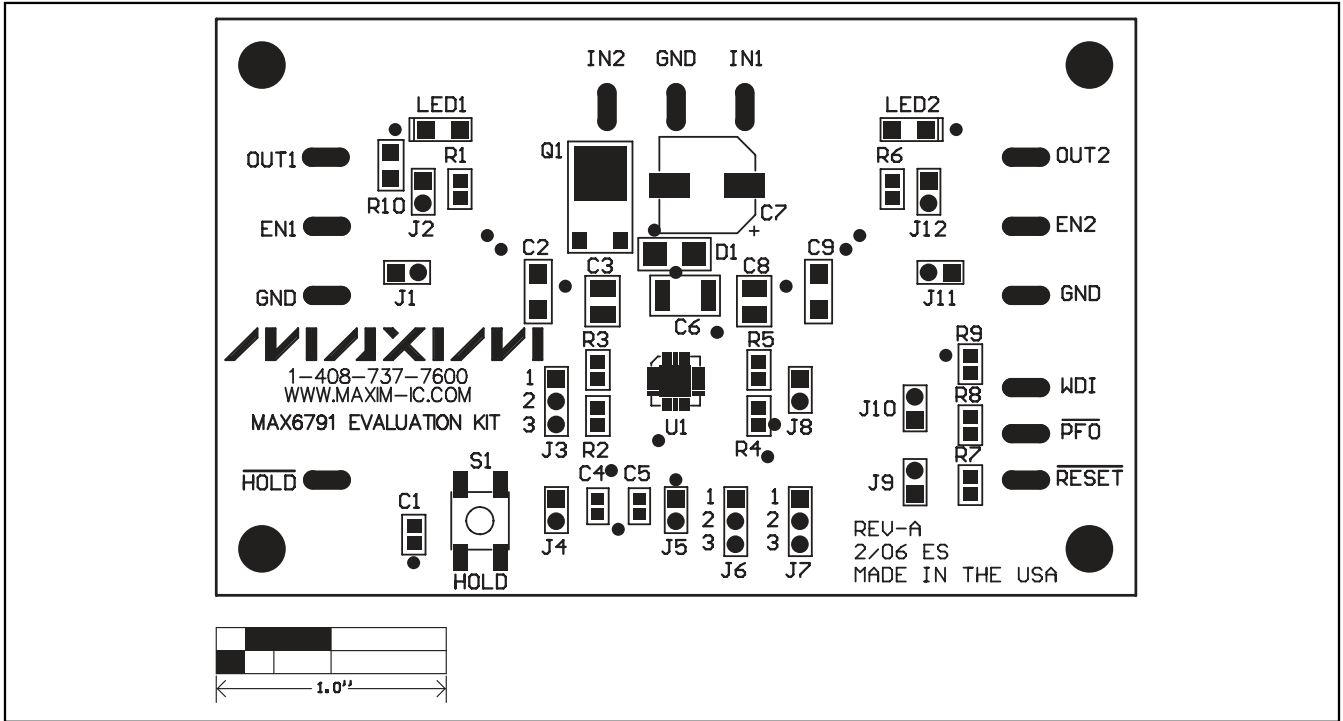 IN2 GND IN1
LED1 LED2
Q1
OUT1 R1 R6 OUT2
R10 J2 C7 J12
+
EN1 EN2
C2 D1 C9
C3 C8
GND J1 J11 GND
C6
MAXIM R3 R5 R9
1-408-737-7600
WWW.MAXIM-IC.COM
MAX6791 EVALUATION KIT
1
2
3
J3 R2 U1 R4 J8
J10 R8 WDI
PFO
R7
HOLD S1 C4 C5 J9 RESET
C1
HOLD
J4 J5
1
2
3
J6
1
2
3
J7
REV-A
2/06 ES
MADE IN THE USA
1.0"